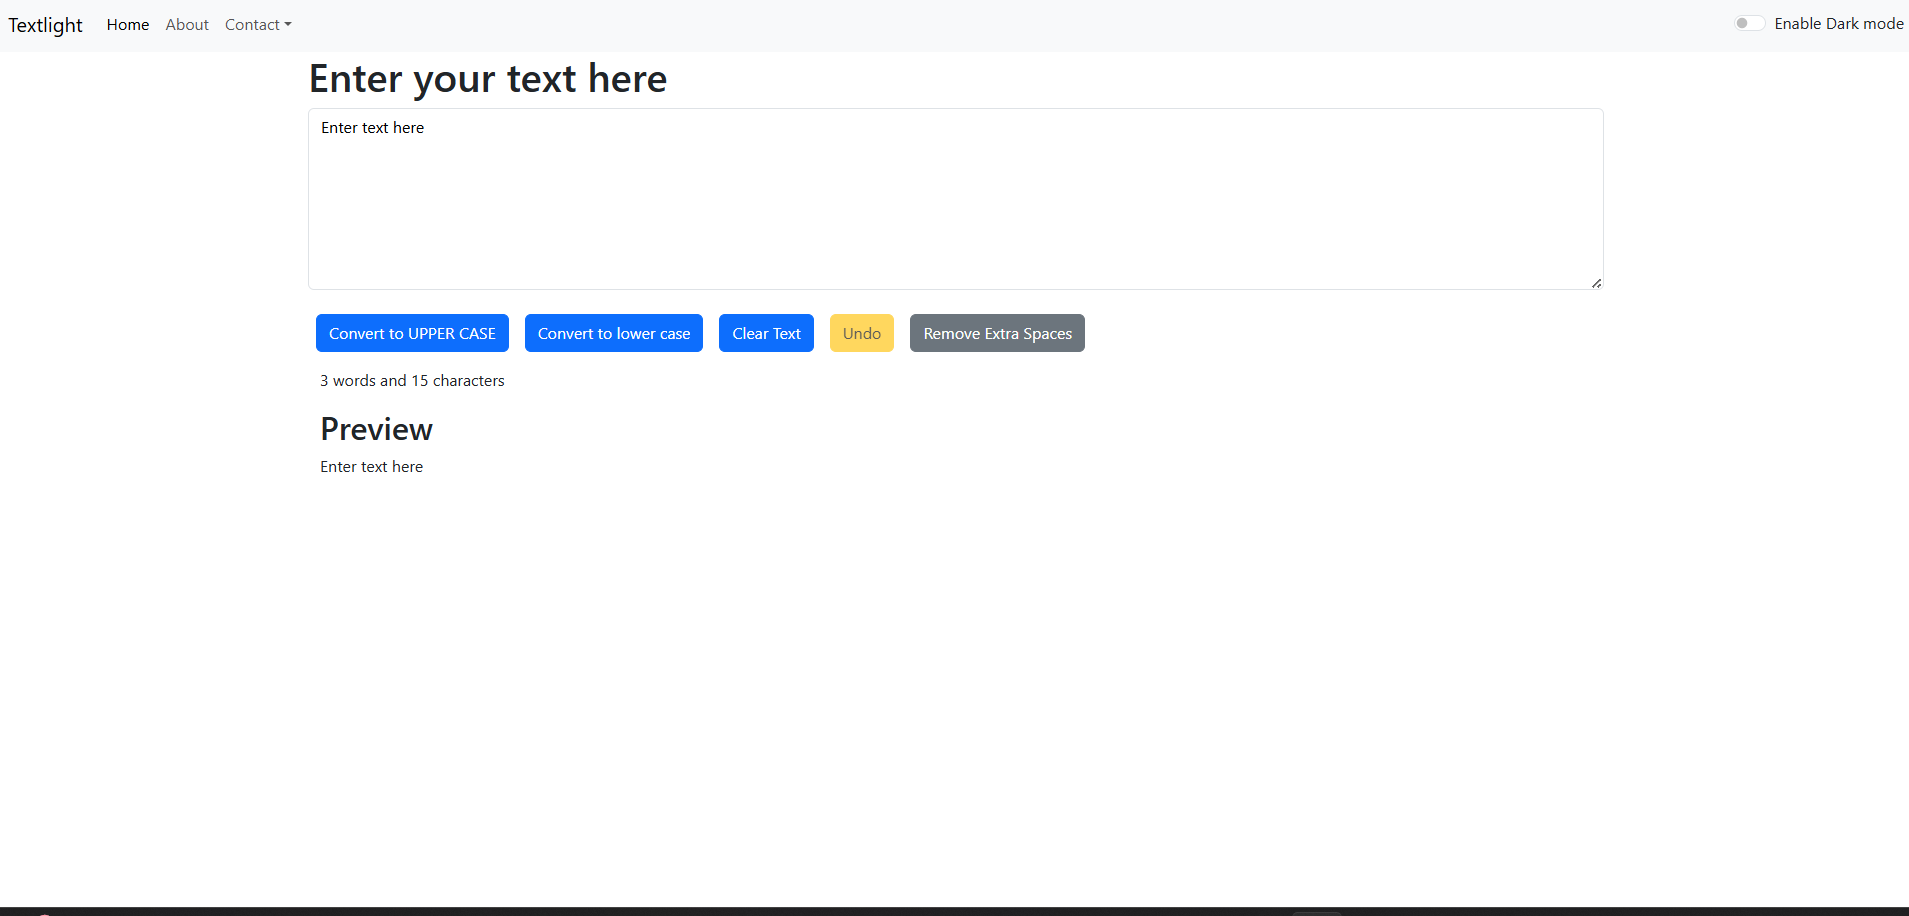 Textlight Home About Contact Enable Dark mode
Enter your text here
Enter text here
Convert to UPPER CASE Convert to lower case Clear Text Undo Remove Extra Spaces
3 words and 15 characters
Preview
Enter text here